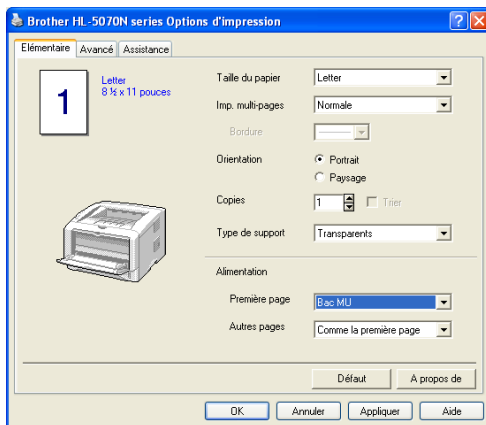 Brother HL-5070N series Options d'impression
Elémentaire Avancé Assistance
1
Letter
8 ½ x 11 pouces
Taille du papier Letter
Imp. multi-pages Normale
Bordure
Orientation Portrait
Paysage
Copies 1 Trier
Type de support Transparents
Alimentation
Première page Bac MU
Autres pages Comme la première page
Défaut A propos de
OK Annuler Appliquer Aide